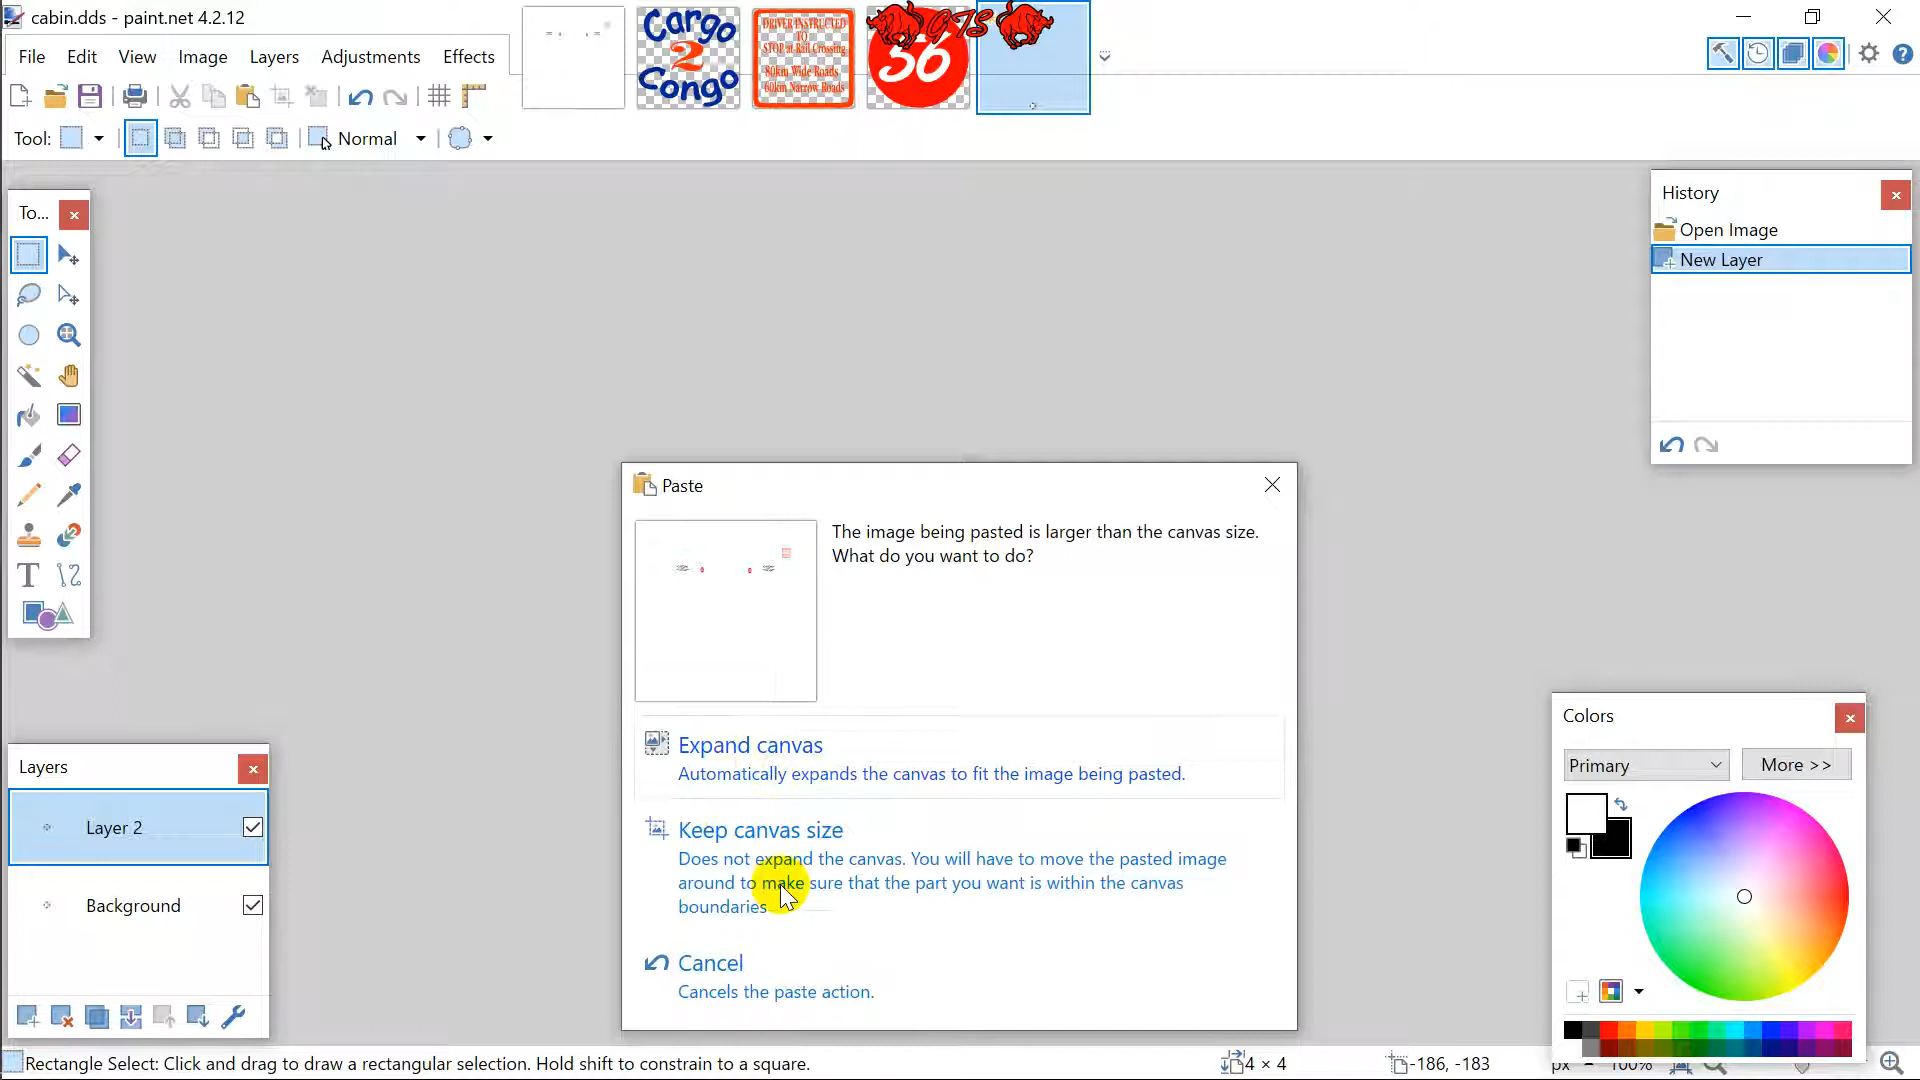 cabin.dds - paint.net 4.2.12
File Edit View Image Layers Adjustments Effects
Cargo
2
Congo
DRIVER INSTRUCTED
TO
STOP at Rail Crossing
80km Wide Roads
60km Narrow Roads
GTS
36
Tool:
Normal
To...
History
Open Image
New Layer
Paste
The image being pasted is larger than the canvas size.
What do you want to do?
Expand canvas
Automatically expands the canvas to fit the image being pasted.
Keep canvas size
Does not expand the canvas. You will have to move the pasted image
around to make sure that the part you want is within the canvas
boundaries
Cancel
Cancels the paste action.
Layers
Layer 2
Background
Colors
Primary
More >>
Rectangle Select: Click and drag to draw a rectangular selection. Hold shift to constrain to a square.
4 × 4
-186, -183
px
100%